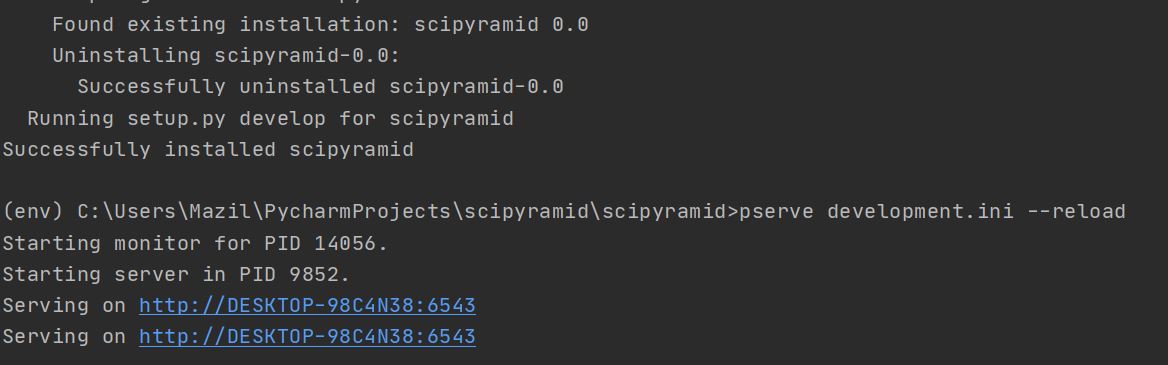 Found existing installation: scipyramid 0.0
Uninstalling scipyramid-0.0:
Successfully uninstalled scipyramid-0.0
Running setup.py develop for scipyramid
Successfully installed scipyramid
(env) C:\Users\Mazil\PycharmProjects\scipyramid\scipyramid>pserve development.ini --reload
Starting monitor for PID 14056.
Starting server in PID 9852.
Serving on http://DESKTOP-98C4N38:6543
Serving on http://DESKTOP-98C4N38:6543